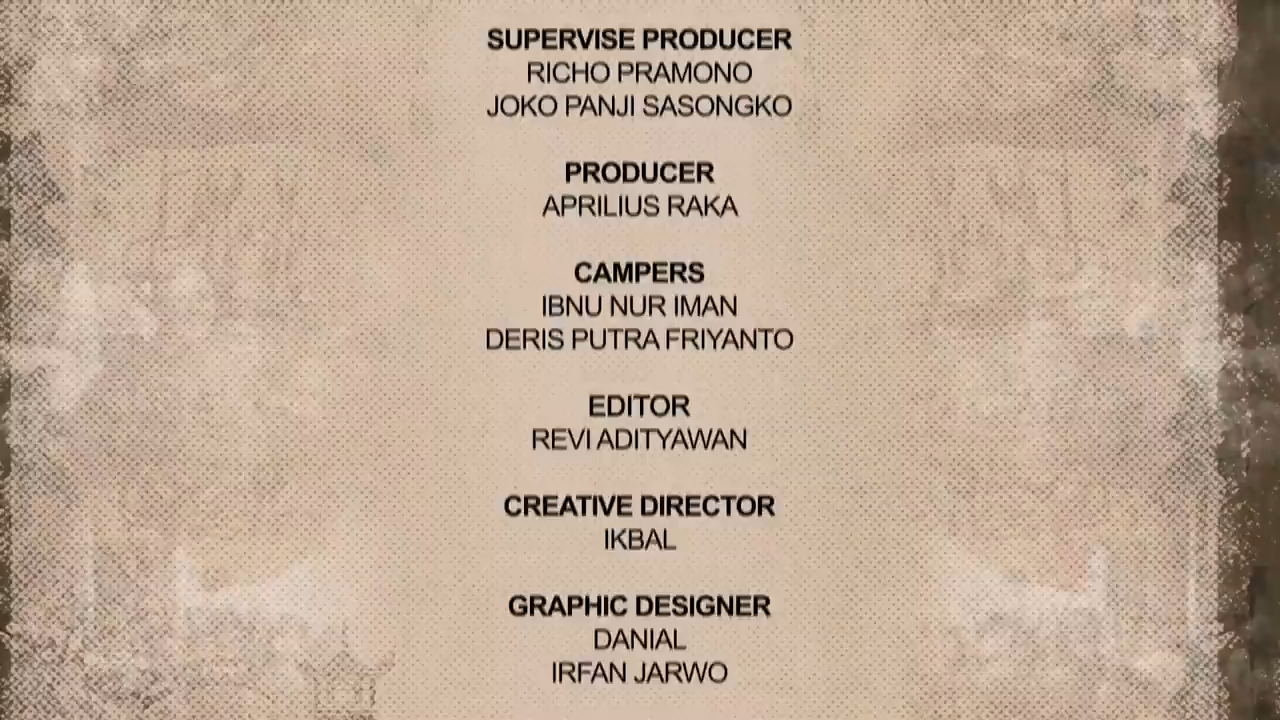 SUPERVISE PRODUCER
RICHO PRAMONO
JOKO PANJI SASONGKO
PRODUCER
APRILIUS RAKA
CAMPERS
IBNU NUR IMAN
DERIS PUTRA FRIYANTO
EDITOR
REVI ADITYAWAN
CREATIVE DIRECTOR
IKBAL
GRAPHIC DESIGNER
DANIAL
IRFAN JARWO